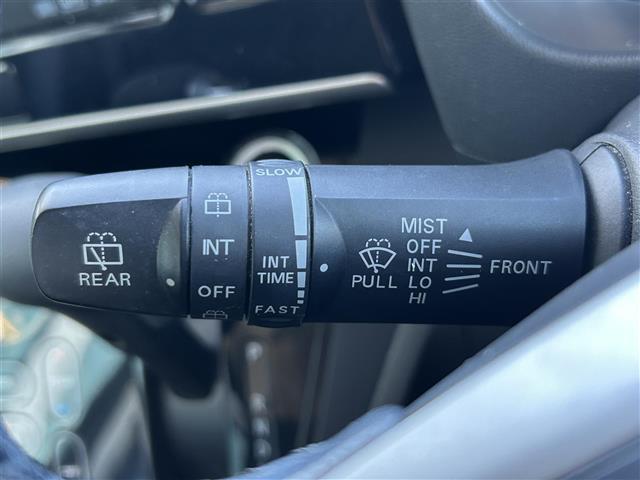 REAR
INT
OFF
SLOW
INT
TIME
FAST
PULL
MIST
OFF
INT
LO
HI
FRONT